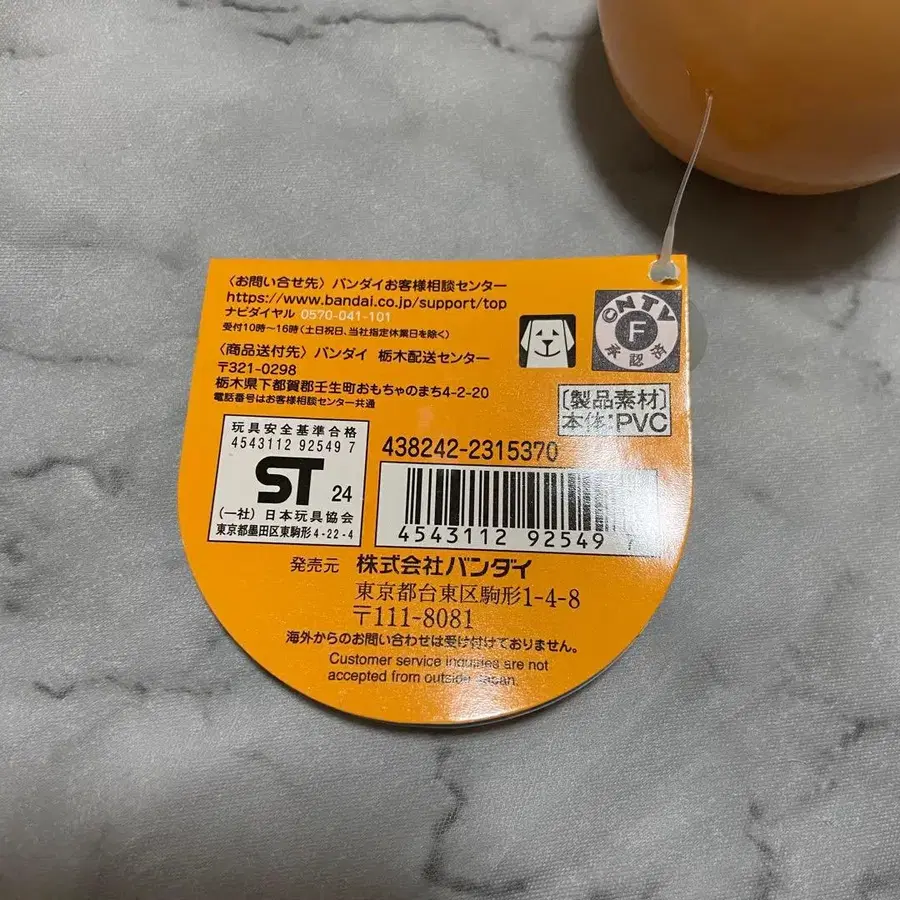 〈お問い合せ先〉バンダイお客様相談センター
https://www.bandai.co.jp/support/top
ナビダイヤル 0570-041-101
受付10時～16時(土日祝日、当社指定休業日を除く)
〈商品送付先〉バンダイ 栃木配送センター
〒321-0298
栃木県下都賀郡壬生町おもちゃのまち4-2-20
電話番号はお客様相談センター共通
CNTV
F
承認済
[製品素材]
本体:PVC
玩具安全基準合格
4543112 92549 7
ST 24
(一社)日本玩具協会
東京都墨田区東駒形4-22-4
438242-2315370
4543112 92549 7
発売元 株式会社バンダイ
東京都台東区駒形1-4-8
〒111-8081
海外からのお問い合わせは受け付けておりません。
Customer service inquiries are not
accepted from outside Japan.